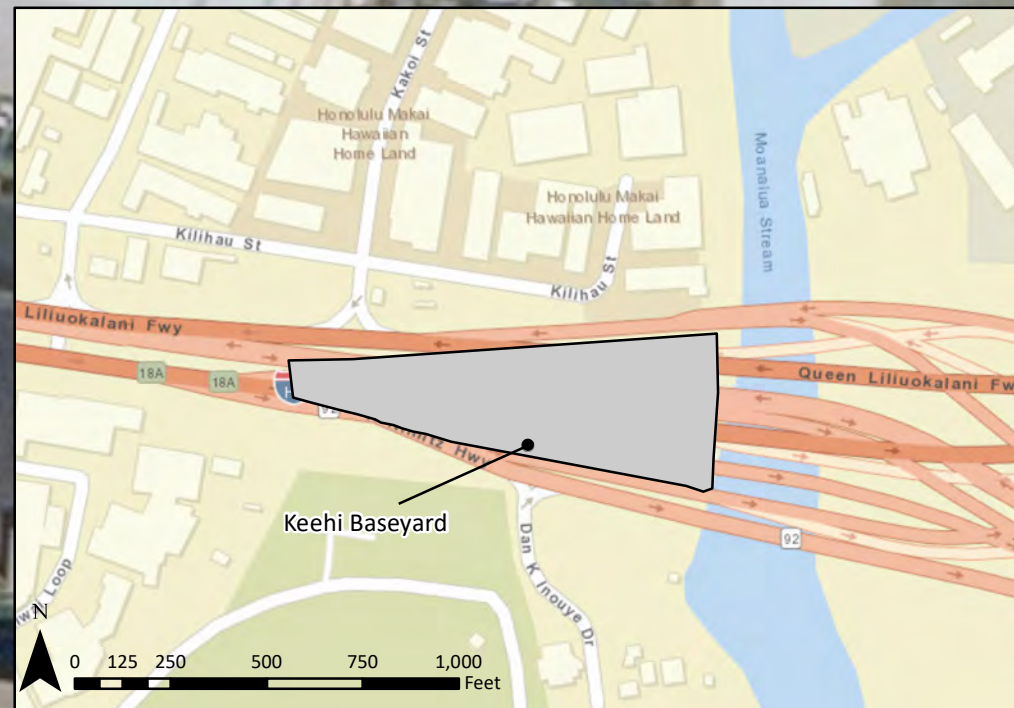 Kakoi St
Honolulu Makai
Hawaiian
Home Land
Honolulu Makai
Hawaiian Home Land
Moanalua Stream
Kilihau St
Kilihau St
Liliuokalani Fwy
18A
18A
H
92
Queen Liliuokalani Fw
Hwy
Keehi Baseyard
92
Dan K Inouye Dr
Loop
N
0 125 250 500 750 1,000
Feet